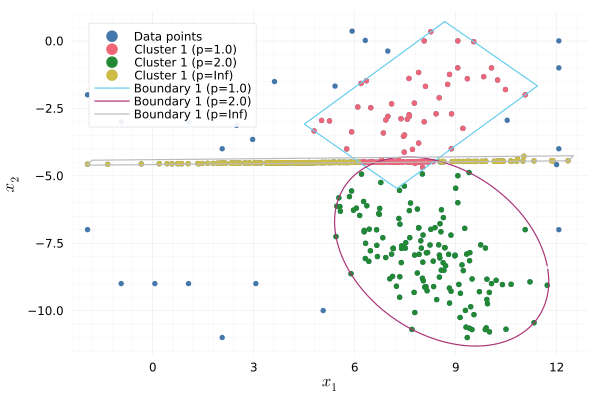 Data points
Cluster 1 (p=1.0)
Cluster 1 (p=2.0)
Cluster 1 (p=Inf)
Boundary 1 (p=1.0)
Boundary 1 (p=2.0)
Boundary 1 (p=Inf)
0.0
−2.5
−5.0
−7.5
−10.0
x₂
0 3 6 9 12
x₁